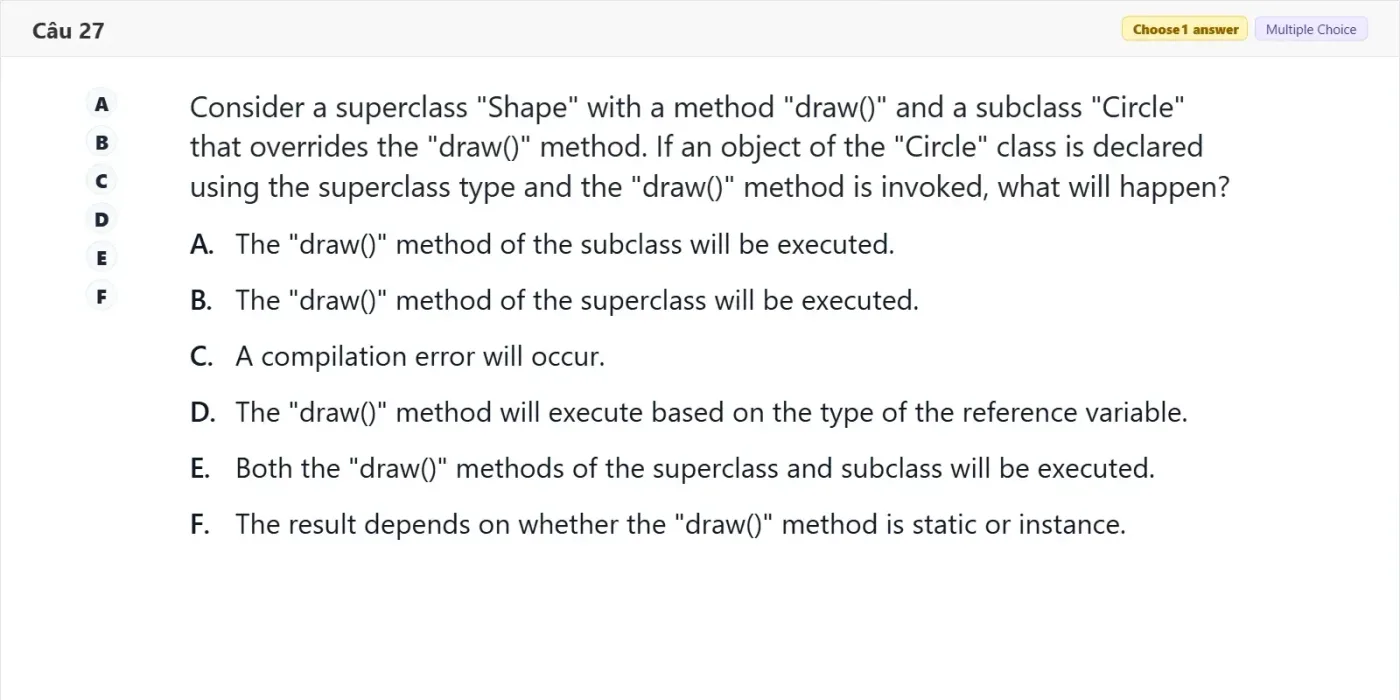 Câu 27
Choose1 answer
Multiple Choice
A
B
C
D
E
F
Consider a superclass "Shape" with a method "draw()" and a subclass "Circle"
that overrides the "draw()" method. If an object of the "Circle" class is declared
using the superclass type and the "draw()" method is invoked, what will happen?
A. The "draw()" method of the subclass will be executed.
B. The "draw()" method of the superclass will be executed.
C. A compilation error will occur.
D. The "draw()" method will execute based on the type of the reference variable.
E. Both the "draw()" methods of the superclass and subclass will be executed.
F. The result depends on whether the "draw()" method is static or instance.